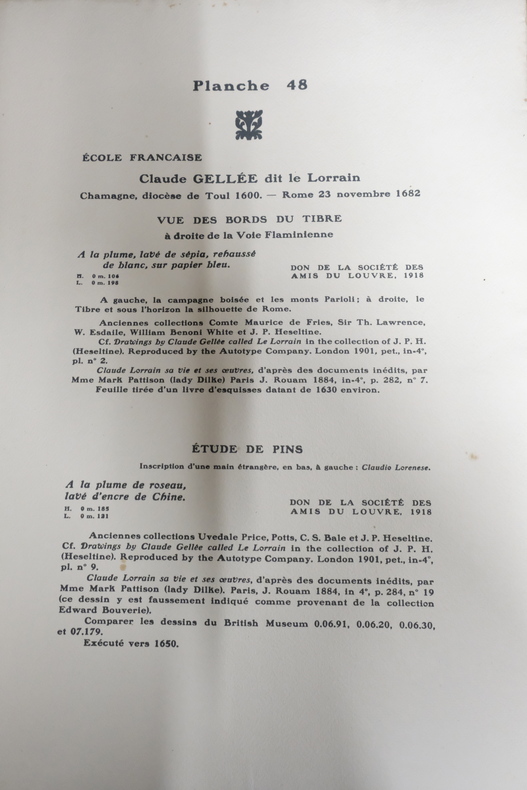 Planche 48
ÉCOLE FRANCAISE
Claude GELLÉE dit le Lorrain
Chamagne, diocèse de Toul 1600. — Rome 23 novembre 1682
VUE DES BORDS DU TIBRE
à droite de la Voie Flaminienne
A la plume, lavé de sépia, rehaussé
de blanc, sur papier bleu.
H. 0 m. 106
L. 0 m. 198
DON DE LA SOCIÉTÉ DES
AMIS DU LOUVRE, 1918
A gauche, la campagne boisée et les monts Parioli ; à droite, le
Tibre et sous l'horizon la silhouette de Rome.
Anciennes collections Comte Maurice de Fries, Sir Th. Lawrence,
W. Esdaile, William Benoni White et J. P. Heseltine.
Cf. Drawings by Claude Gellée called Le Lorrain in the collection of J. P. H.
(Heseltine). Reproduced by the Autotype Company. London 1901, pet., in-4°,
pl. n° 2.
Claude Lorrain sa vie et ses œuvres, d'après des documents inédits, par
Mme Mark Pattison (lady Dilke) Paris J. Rouam 1884, in-4°, p. 282, n° 7.
Feuille tirée d'un livre d'esquisses datant de 1630 environ.
ÉTUDE DE PINS
Inscription d'une main étrangère, en bas, à gauche : Claudio Lorenese.
A la plume de roseau,
lavé d'encre de Chine.
H. 0 m. 185
L. 0 m. 121
DON DE LA SOCIÉTÉ DES
AMIS DU LOUVRE, 1918
Anciennes collections Uvedale Price, Potts, C. S. Bale et J. P. Heseltine.
Cf. Drawings by Claude Gellée called Le Lorrain in the collection of J. P. H.
(Heseltine). Reproduced by the Autotype Company. London 1901, pet., in-4°,
pl. n° 9.
Claude Lorrain sa vie et ses œuvres, d'après des documents inédits, par
Mme Mark Pattison (lady Dilke). Paris, J. Rouam 1884, in 4°, p. 284, n° 19
(ce dessin y est faussement indiqué comme provenant de la collection
Edward Bouverie).
Comparer les dessins du British Museum 0.06.91, 0.06.20, 0.06.30,
et 07.179.
Exécuté vers 1650.